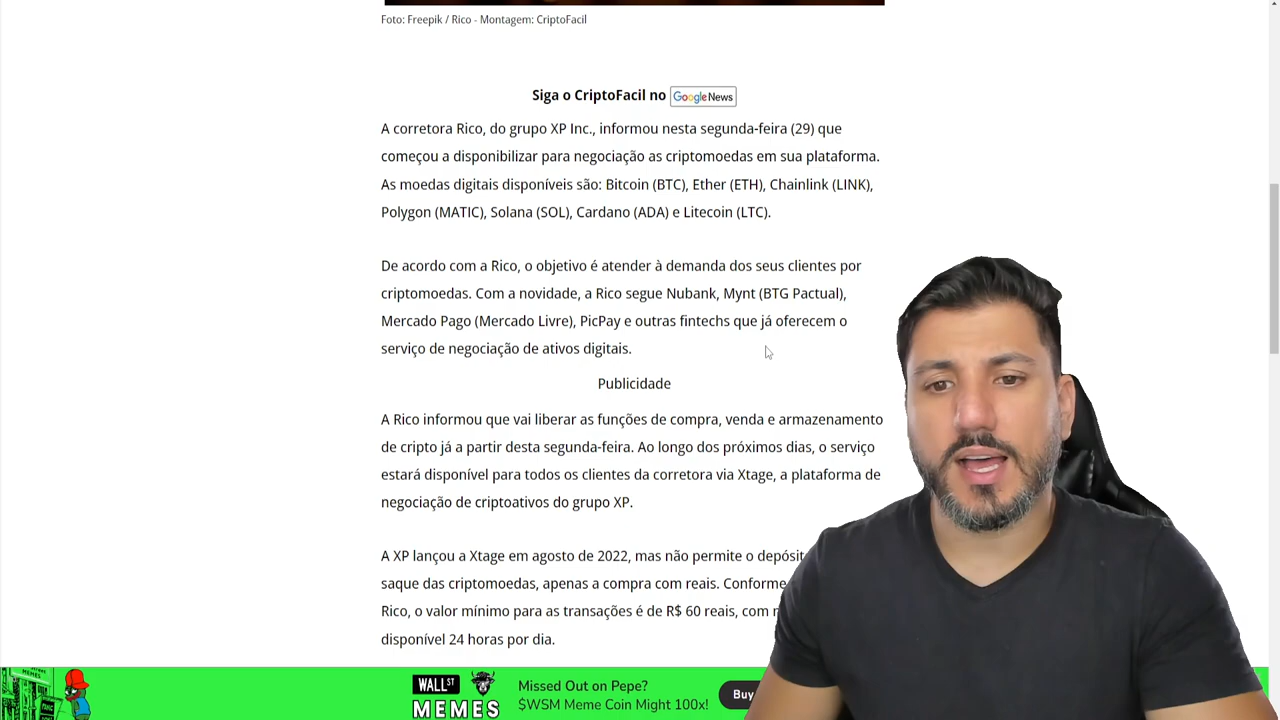 Foto: Freepik / Rico - Montagem: CriptoFacil
Siga o CriptoFacil no Google News
A corretora Rico, do grupo XP Inc., informou nesta segunda-feira (29) que
começou a disponibilizar para negociação as criptomoedas em sua plataforma.
As moedas digitais disponíveis são: Bitcoin (BTC), Ether (ETH), Chainlink (LINK),
Polygon (MATIC), Solana (SOL), Cardano (ADA) e Litecoin (LTC).
De acordo com a Rico, o objetivo é atender à demanda dos seus clientes por
criptomoedas. Com a novidade, a Rico segue Nubank, Mynt (BTG Pactual),
Mercado Pago (Mercado Livre), PicPay e outras fintechs que já oferecem o
serviço de negociação de ativos digitais.
Publicidade
A Rico informou que vai liberar as funções de compra, venda e armazenamento
de cripto já a partir desta segunda-feira. Ao longo dos próximos dias, o serviço
estará disponível para todos os clientes da corretora via Xtage, a plataforma de
negociação de criptoativos do grupo XP.
A XP lançou a Xtage em agosto de 2022, mas não permite o
saque das criptomoedas, apenas a compra com reais. Conforme
Rico, o valor mínimo para as transações é de R$ 60 reais, com
disponível 24 horas por dia.
WALL ST MEMES
Missed Out on Pepe?
$WSM Meme Coin Might 100x!
Buy